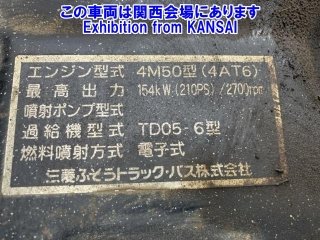 この車両は関西会場にあります
Exhibition from KANSAI
エンジン型式 4M50型(4AT6)
最高出力 154kW(210PS)/2700rpm
噴射ポンプ型式
過給機型式 TD05-6型
燃料噴射方式 電子式
三菱ふそうトラック・バス株式会社